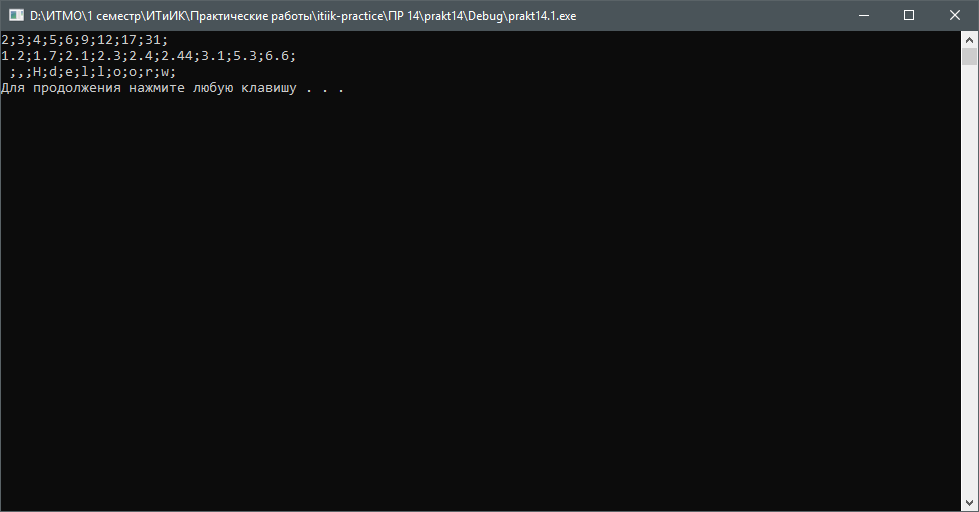 D:\ИТМО\1 семестр\ИТиИК\Практические работы\itiik-practice\ПР 14\prakt14\Debug\prakt14.1.exe
2;3;4;5;6;9;12;17;31;
1.2;1.7;2.1;2.3;2.4;2.44;3.1;5.3;6.6;
 ;,;H;d;e;l;l;o;o;r;w;
Для продолжения нажмите любую клавишу . . .